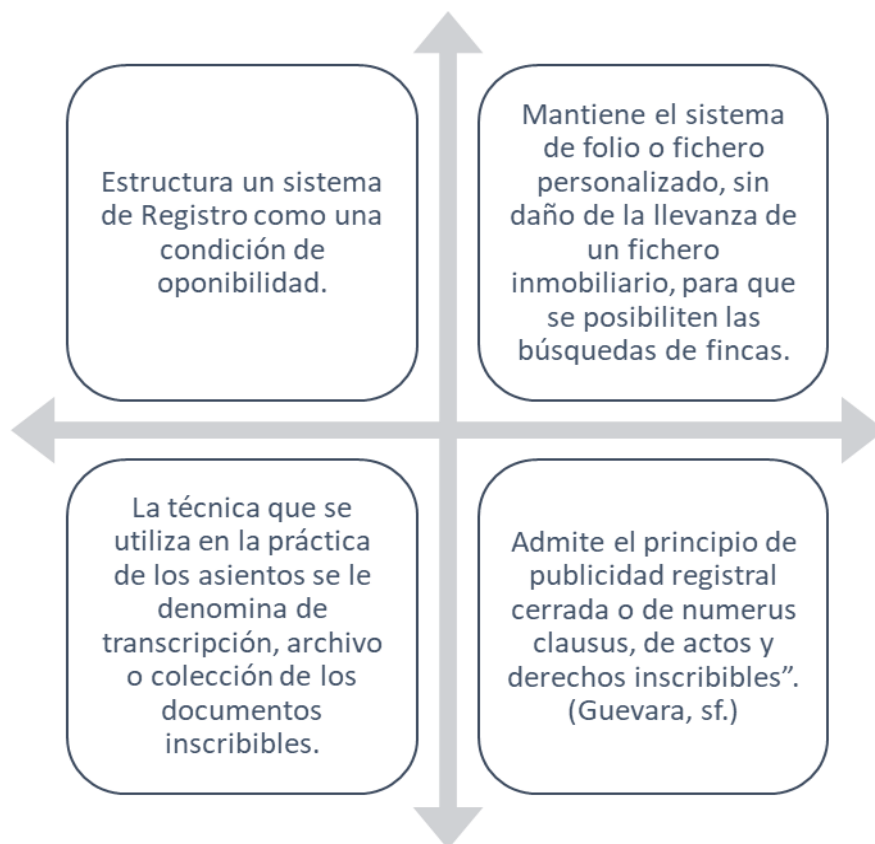 Estructura un sistema
de Registro como una
condición de
oponibilidad.
Mantiene el sistema
de folio o fichero
personalizado, sin
daño de la llevanza de
un fichero
inmobiliario, para que
se posibiliten las
búsquedas de fincas.
La técnica que se
utiliza en la práctica
de los asientos se le
denomina de
transcripción, archivo
o colección de los
documentos
inscribibles.
Admite el principio de
publicidad registral
cerrada o de numerus
clausus, de actos y
derechos inscribibles”.
(Guevara, sf.)